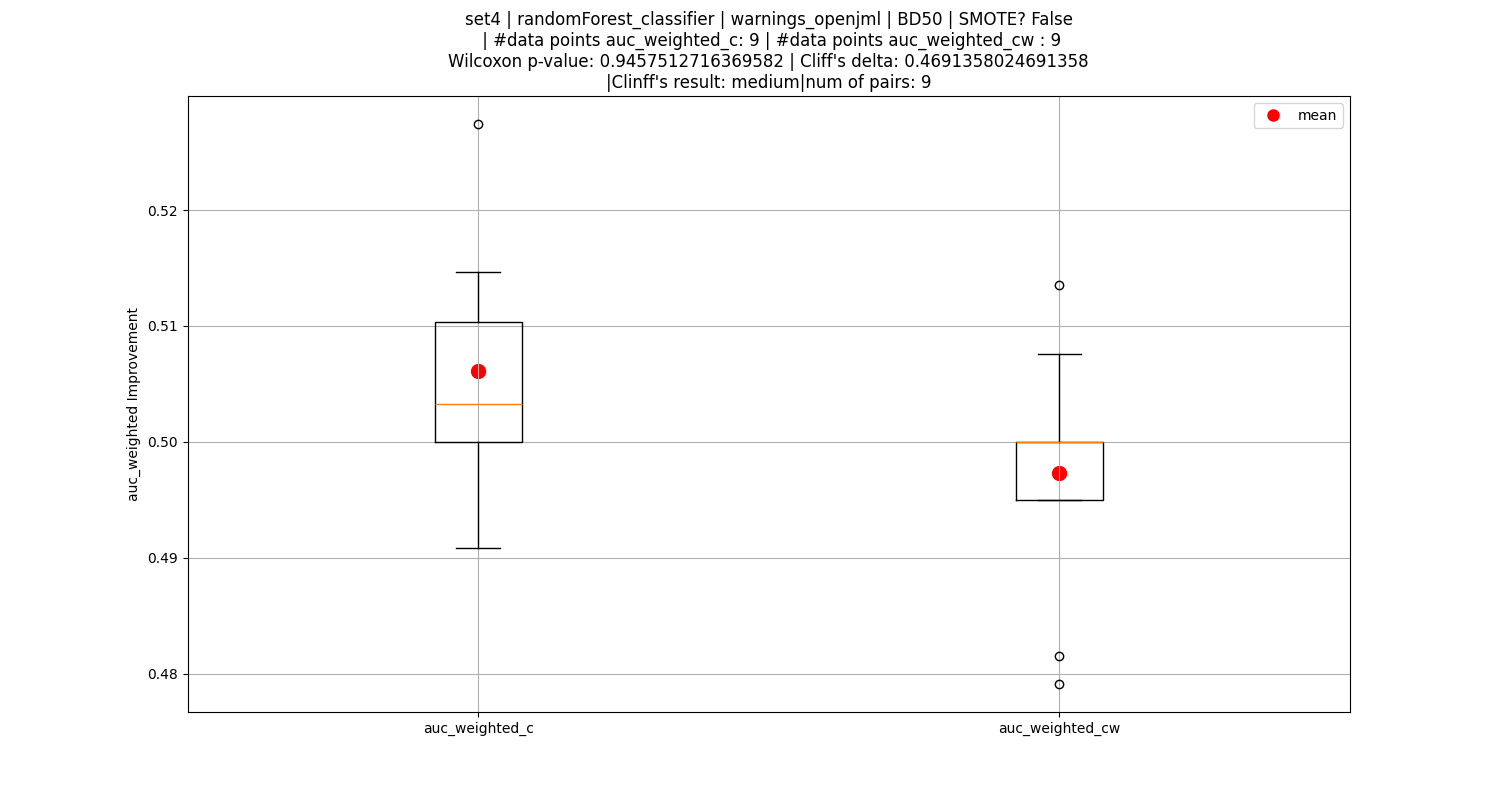 set4 | randomForest_classifier | warnings_openjml | BD50 | SMOTE? False
| #data points auc_weighted_c: 9 | #data points auc_weighted_cw : 9
Wilcoxon p-value: 0.9457512716369582 | Cliff's delta: 0.4691358024691358
|Clinff's result: medium|num of pairs: 9
mean
auc_weighted Improvement
0.52
0.51
0.50
0.49
0.48
auc_weighted_c
auc_weighted_cw